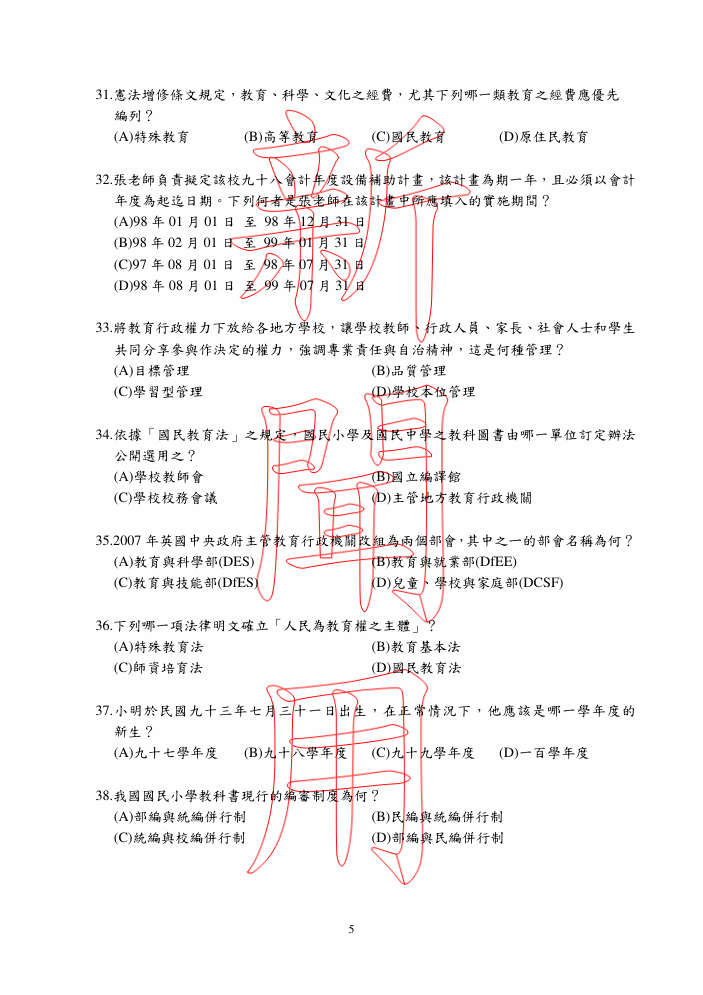 31.憲法增修條文規定，教育、科學、文化之經費，尤其下列哪一類教育之經費應優先
編列？
(A)特殊教育 (B)高等教育 (C)國民教育 (D)原住民教育
32.張老師負責擬定該校九十八會計年度設備補助計畫，該計畫為期一年，且必須以會計
年度為起迄日期。下列何者是張老師在該計畫中所應填入的實施期間？
(A)98 年 01 月 01 日 至 98 年 12 月 31 日
(B)98 年 02 月 01 日 至 99 年 01 月 31 日
(C)97 年 08 月 01 日 至 98 年 07 月 31 日
(D)98 年 08 月 01 日 至 99 年 07 月 31 日
33.將教育行政權力下放給各地方學校，讓學校教師、行政人員、家長、社會人士和學生
共同分享參與作決定的權力，強調專業責任與自治精神，這是何種管理？
(A)目標管理 (B)品質管理
(C)學習型管理 (D)學校本位管理
34.依據「國民教育法」之規定，國民小學及國民中學之教科圖書由哪一單位訂定辦法
公開選用之？
(A)學校教師會 (B)國立編譯館
(C)學校校務會議 (D)主管地方教育行政機關
35.2007 年英國中央政府主管教育行政機關改組為兩個部會，其中之一的部會名稱為何？
(A)教育與科學部(DES) (B)教育與就業部(DfEE)
(C)教育與技能部(DfES) (D)兒童、學校與家庭部(DCSF)
36.下列哪一項法律明文確立「人民為教育權之主體」？
(A)特殊教育法 (B)教育基本法
(C)師資培育法 (D)國民教育法
37.小明於民國九十三年七月三十一日出生，在正常情況下，他應該是哪一學年度的
新生？
(A)九十七學年度 (B)九十八學年度 (C)九十九學年度 (D)一百學年度
38.我國國民小學教科書現行的編審制度為何？
(A)部編與統編併行制 (B)民編與統編併行制
(C)統編與校編併行制 (D)部編與民編併行制
新聞用
5